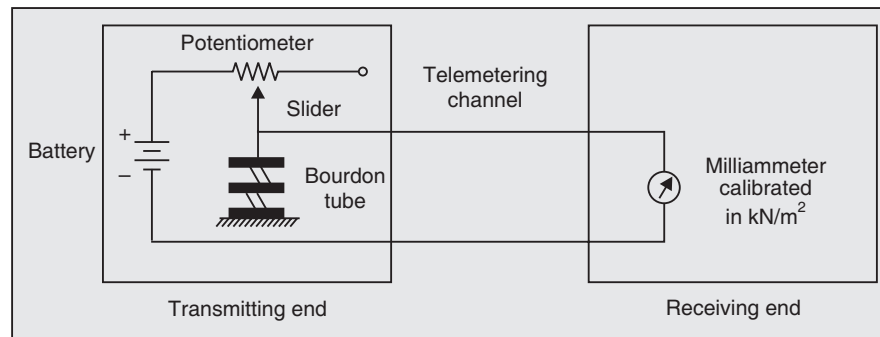 Potentiometer
Telemetering
channel
Slider
+
Battery
–
Bourdon
tube
Milliammeter
calibrated
in kN/m²
Transmitting end
Receiving end